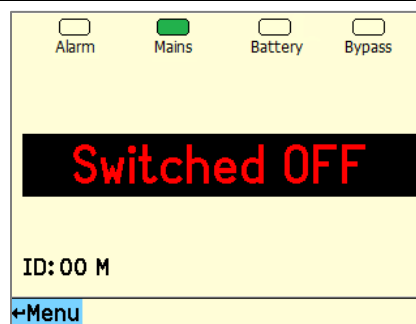 Alarm Mains Battery Bypass
Switched OFF
ID:00 M
↩Menu